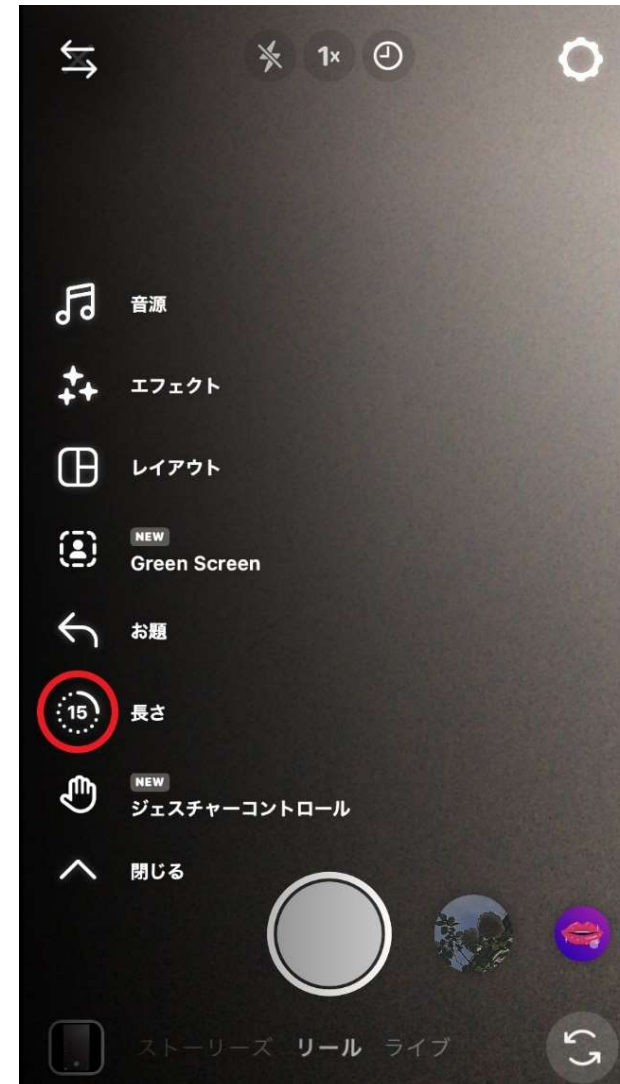 1×
音源
エフェクト
レイアウト
NEW
Green Screen
お題
15
長さ
NEW
ジェスチャーコントロール
閉じる
ストーリーズ リール ライブ